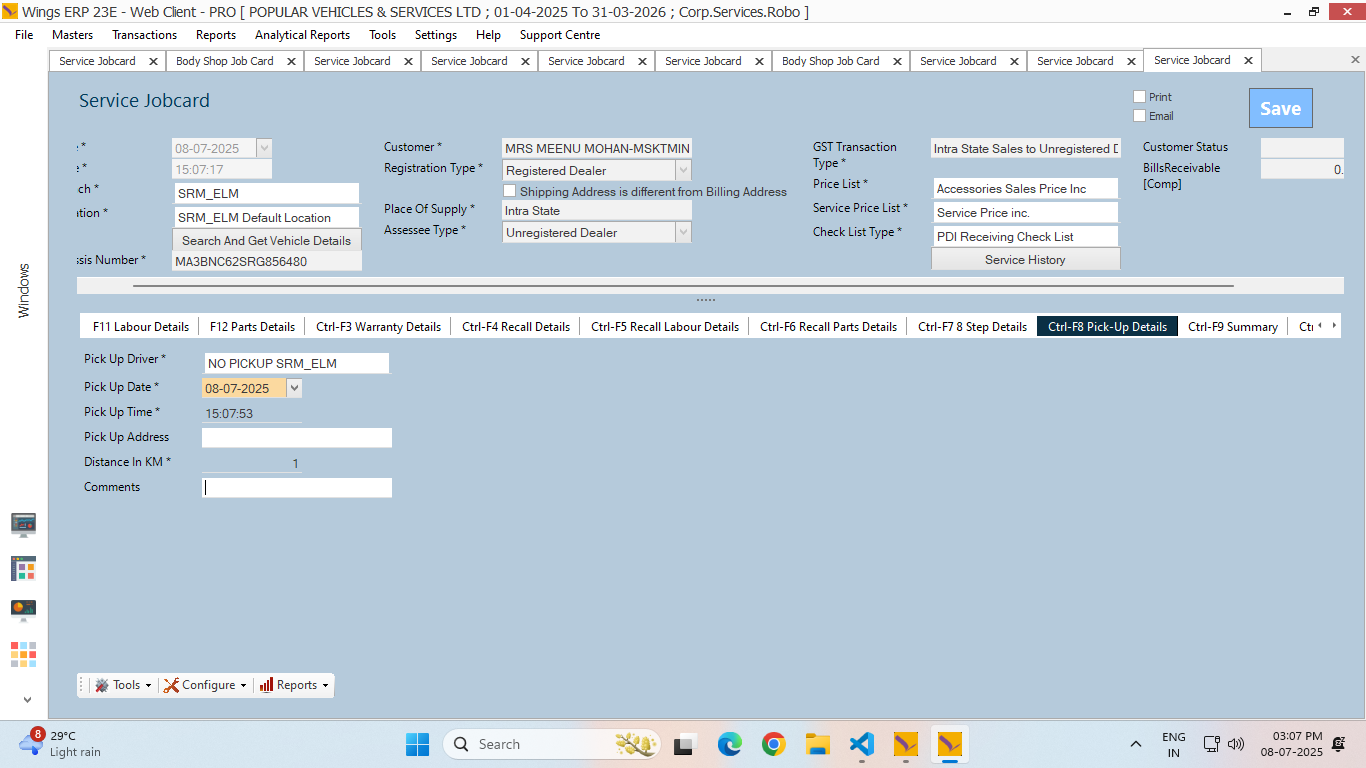 Wings ERP 23E - Web Client - PRO [ POPULAR VEHICLES & SERVICES LTD ; 01-04-2025 To 31-03-2026 ; Corp.Services.Robo ]
File Masters Transactions Reports Analytical Reports Tools Settings Help Support Centre
Service Jobcard Body Shop Job Card Service Jobcard Service Jobcard Service Jobcard Service Jobcard Body Shop Job Card Service Jobcard Service Jobcard Service Jobcard
Windows
Service Jobcard
Print
Email
Save
08-07-2025
15:07:17
ch *
SRM_ELM
ation *
SRM_ELM Default Location
Search And Get Vehicle Details
ssis Number *
MA3BNC62SRG856480
Customer *
MRS MEENU MOHAN-MSKTMIN
Registration Type *
Registered Dealer
Shipping Address is different from Billing Address
Place Of Supply *
Intra State
Assessee Type *
Unregistered Dealer
GST Transaction
Type *
Intra State Sales to Unregistered D
Price List *
Accessories Sales Price Inc
Service Price List *
Service Price inc.
Check List Type *
PDI Receiving Check List
Service History
Customer Status
BillsReceivable
[Comp]
0.
F11 Labour Details F12 Parts Details Ctrl-F3 Warranty Details Ctrl-F4 Recall Details Ctrl-F5 Recall Labour Details Ctrl-F6 Recall Parts Details Ctrl-F7 8 Step Details Ctrl-F8 Pick-Up Details Ctrl-F9 Summary
Pick Up Driver *
NO PICKUP SRM_ELM
Pick Up Date *
08-07-2025
Pick Up Time *
15:07:53
Pick Up Address
Distance In KM *
1
Comments
Tools Configure Reports
8
29°C
Light rain
Search
ENG
IN
03:07 PM
08-07-2025